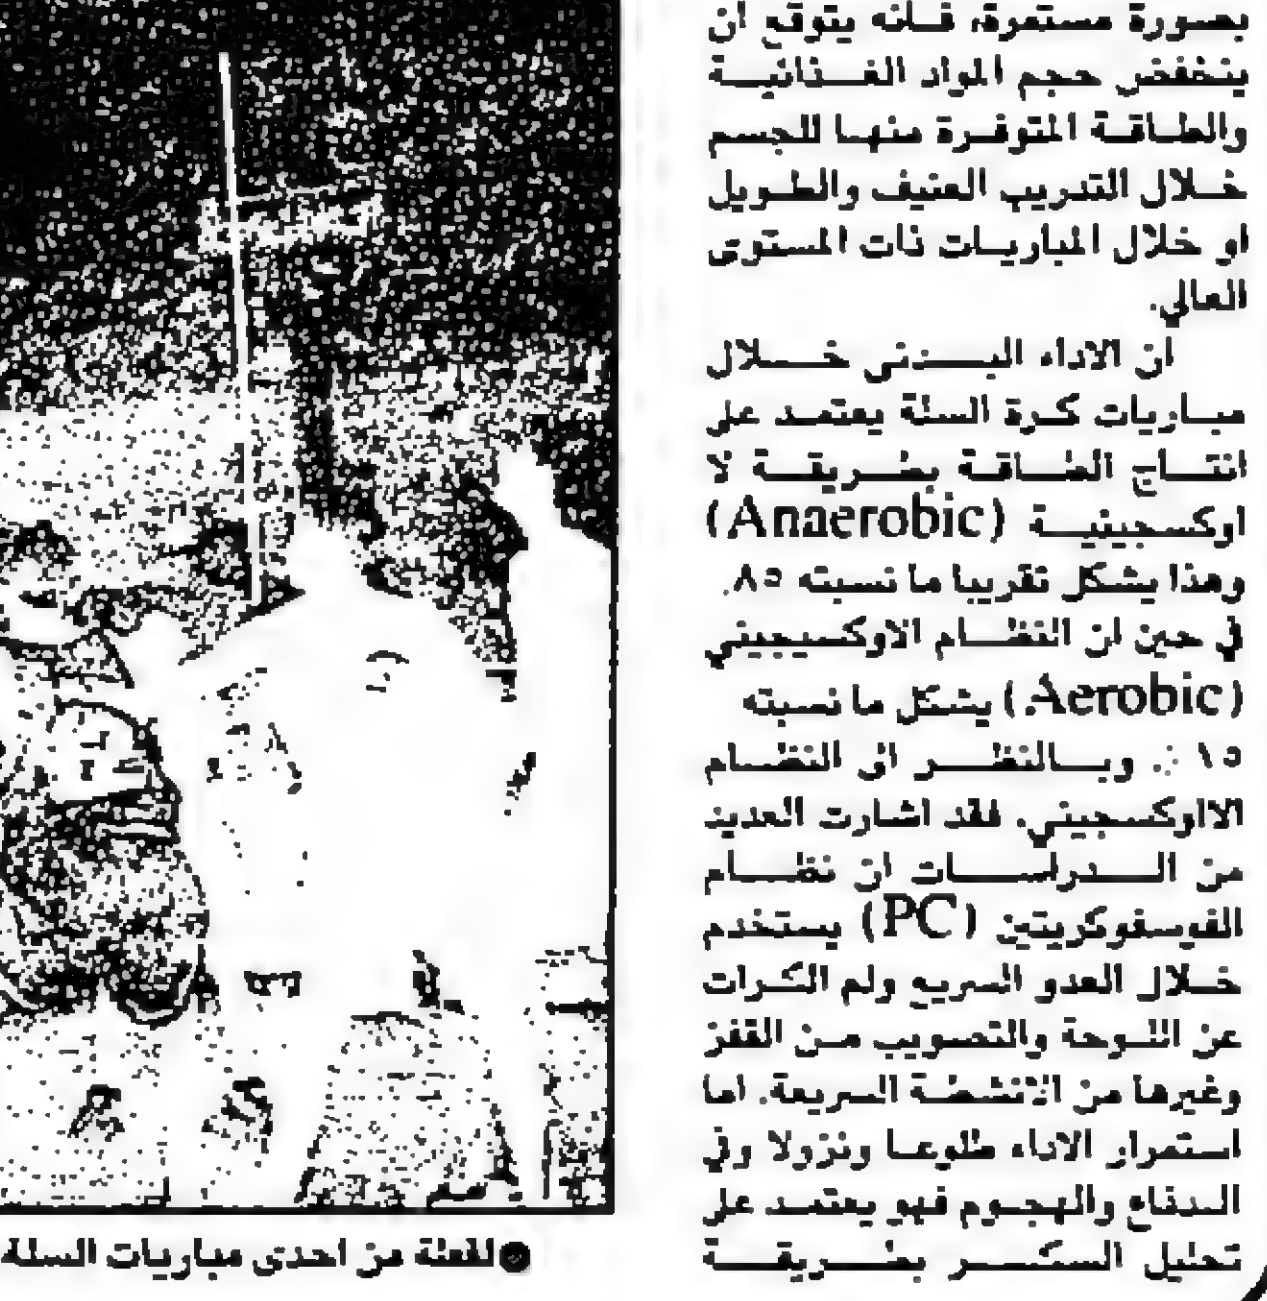 بصورة مستمرة، فانه يتوقع ان
ينخفض حجم المواد الغذائية
والطاقة المتوفرة منها للجسم
خلال التدريب العنيف والطويل
او خلال المباريات ذات المستوى
العالي.
ان الاداء البدني خلال
مباريات كرة السلة يعتمد على
انتاج الطاقة بطريقة لا
اوكسجينية (Anaerobic)
وهذا يشكل تقريبا ما نسبته ٨٥٪
في حين ان النظام الاوكسيجيني
(Aerobic) يشكل ما نسبته
١٥٪. وبالنظر الى النظام
الااوكسجيني، فقد اشارت العديد
من الدراسات ان نظام
الفوسفوكريتين (PC) يستخدم
خلال العدو السريع ولم الكرات
عن اللوحة والتصويب من القفز
وغيرها من الانشطة السريعة. اما
استمرار الاداء طلوعا ونزولا وفي
الدفاع والهجوم فهو يعتمد على
تحليل السكر بطريقة
لقطة من احدى مباريات السلة